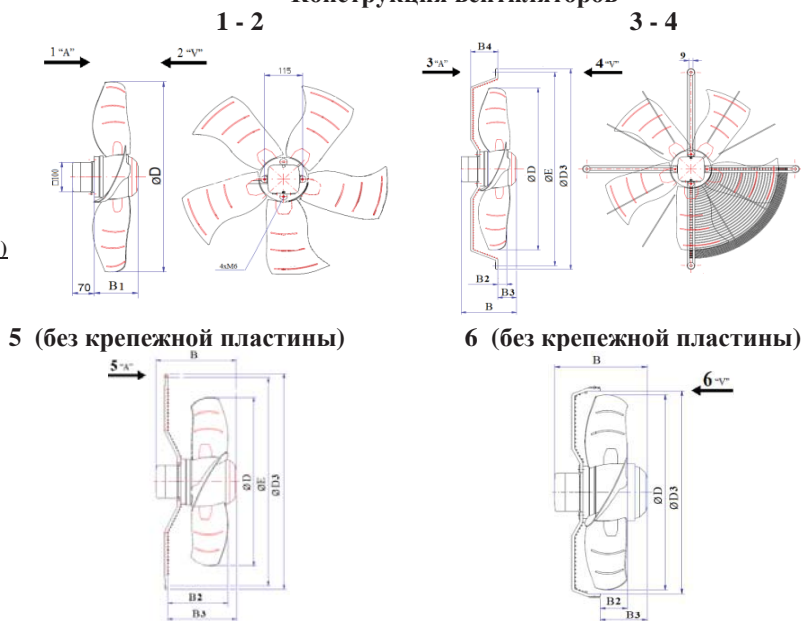 Конструкция вентиляторов
1 - 2
3 - 4
1 “A”
2 “V”
115
□100
ØD
4xM6
70
B1
B4
3 “A”
4 “V”
9
ØD
ØE
ØD3
B2
B3
B
)
5 (без крепежной пластины)
6 (без крепежной пластины)
B
5 “A”
ØD
ØE
ØD3
B2
B3
B
6 “V”
ØD
ØD3
B2
B3